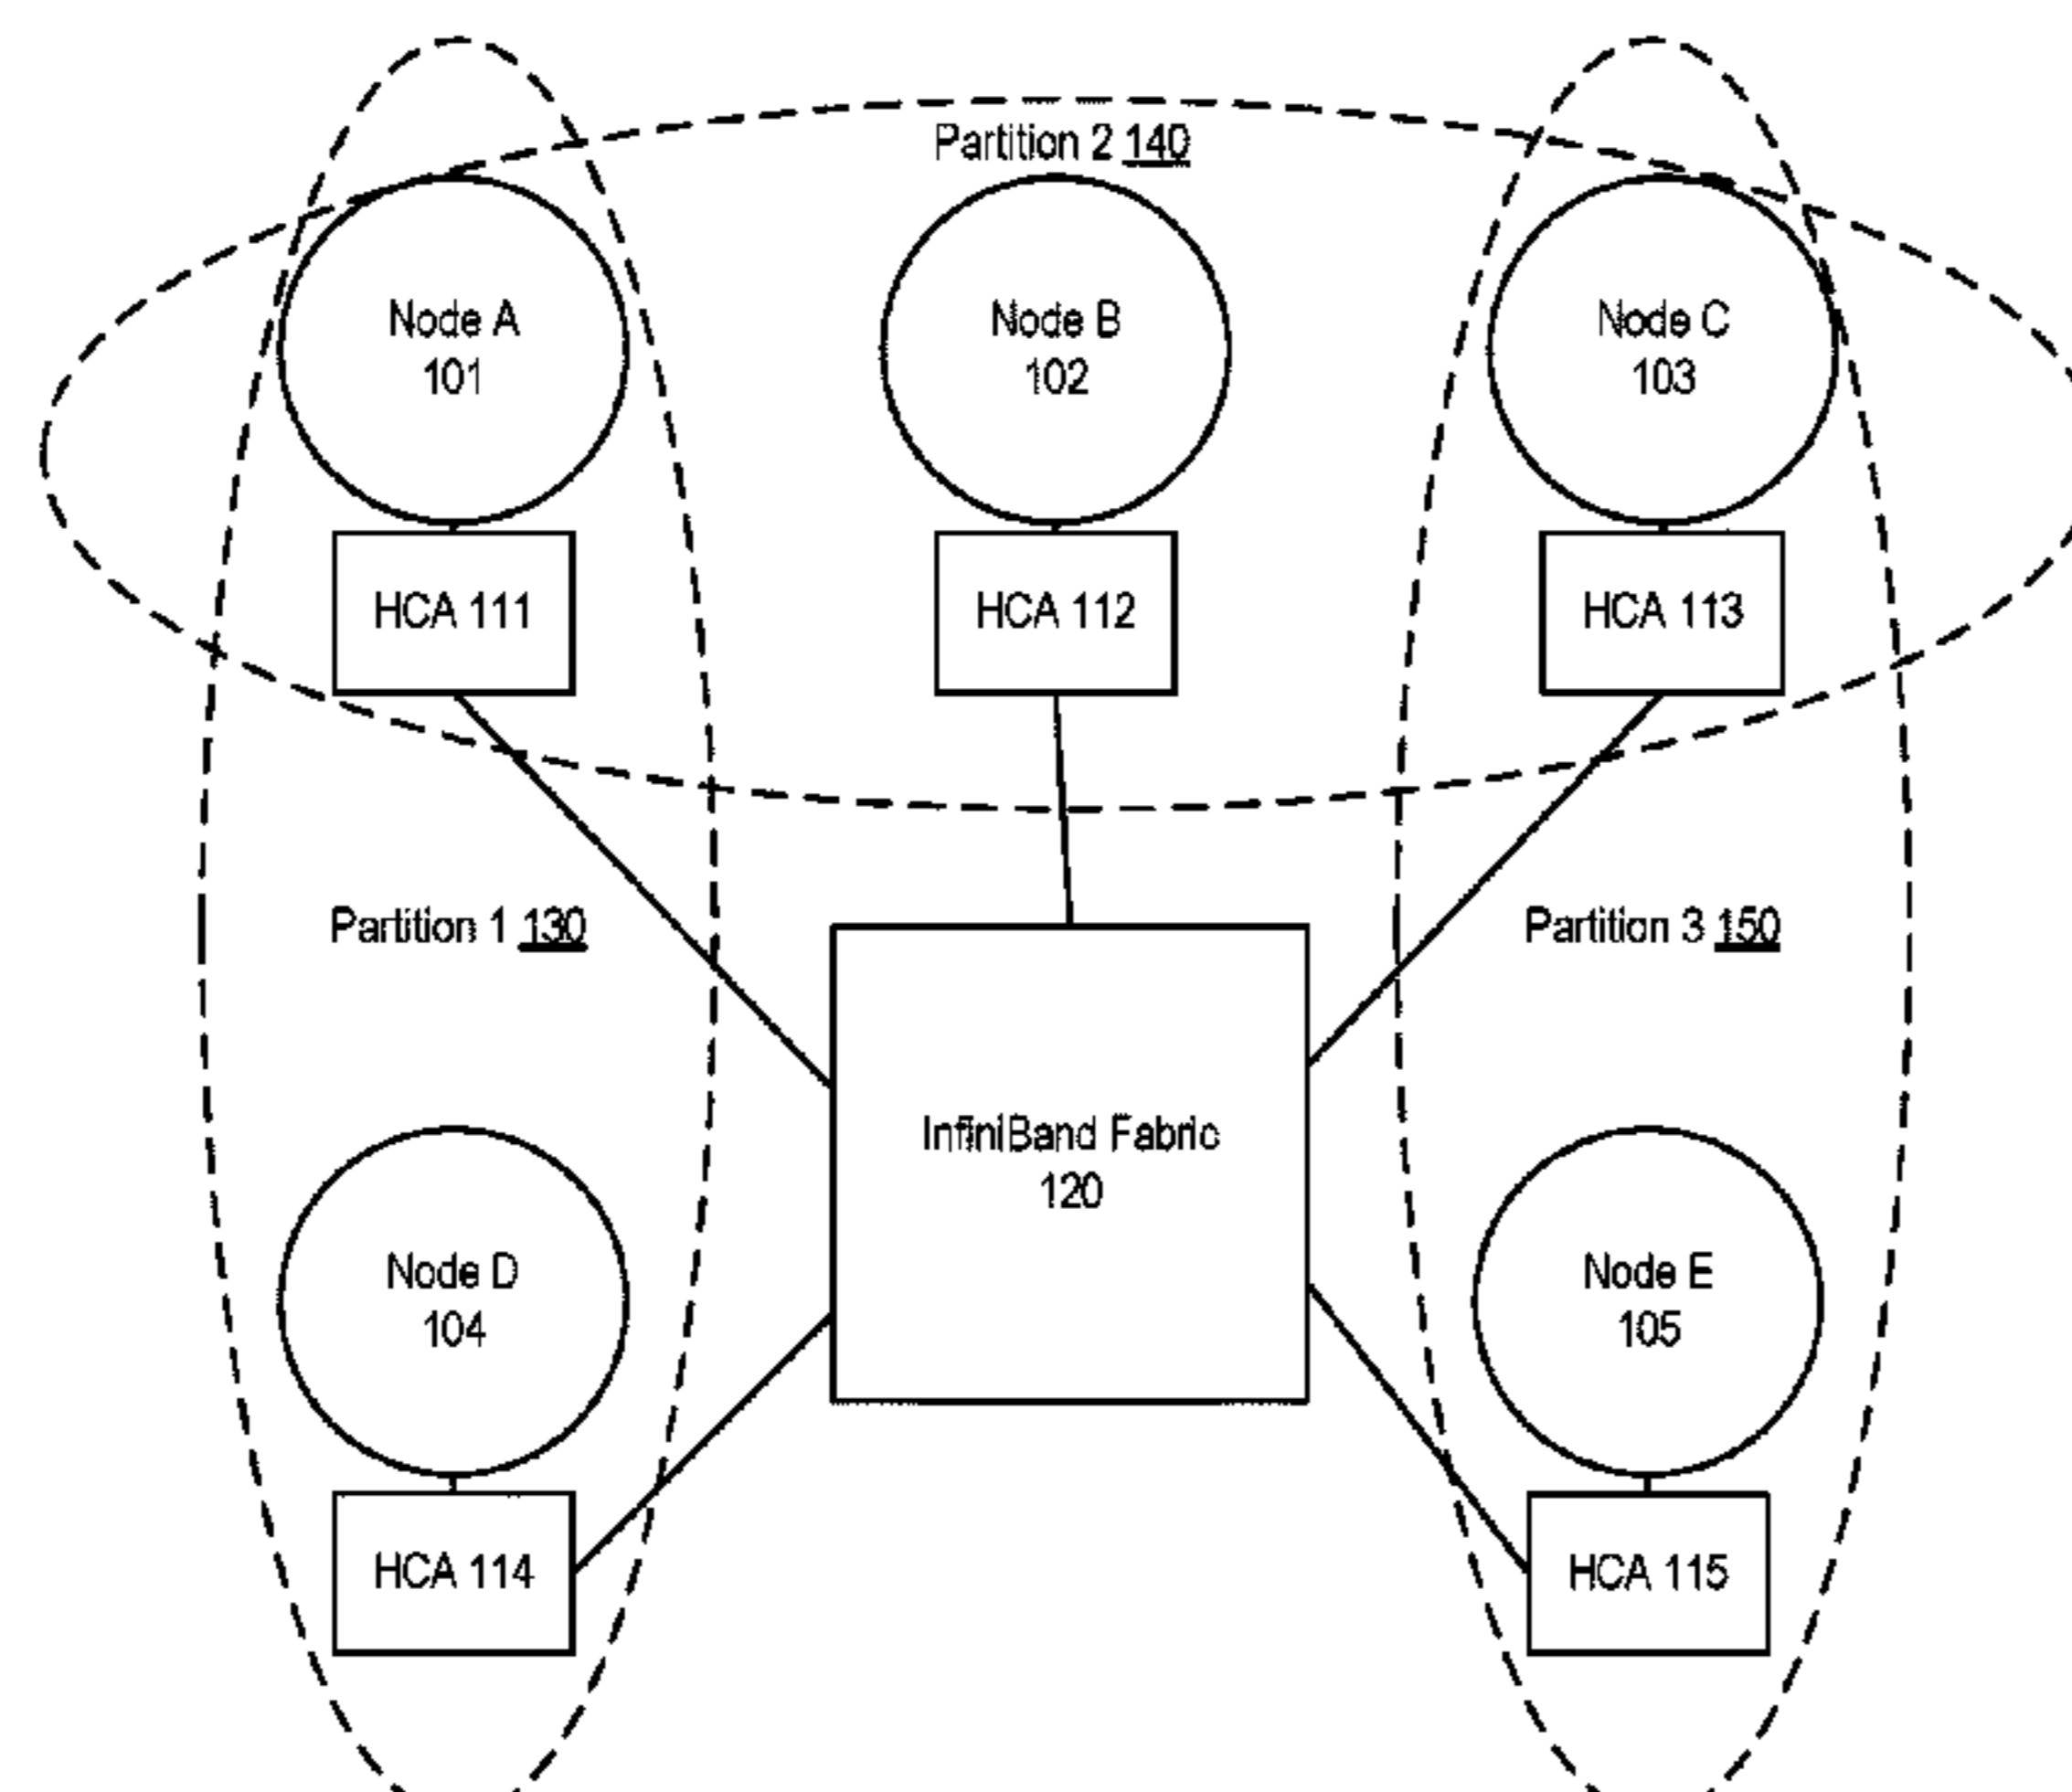 Partition 2 140
Node A
101
Node B
102
Node C
103
HCA 111
HCA 112
HCA 113
Partition 1 130
Partition 3 150
InfiniBand Fabric
120
Node D
104
Node E
105
HCA 114
HCA 115